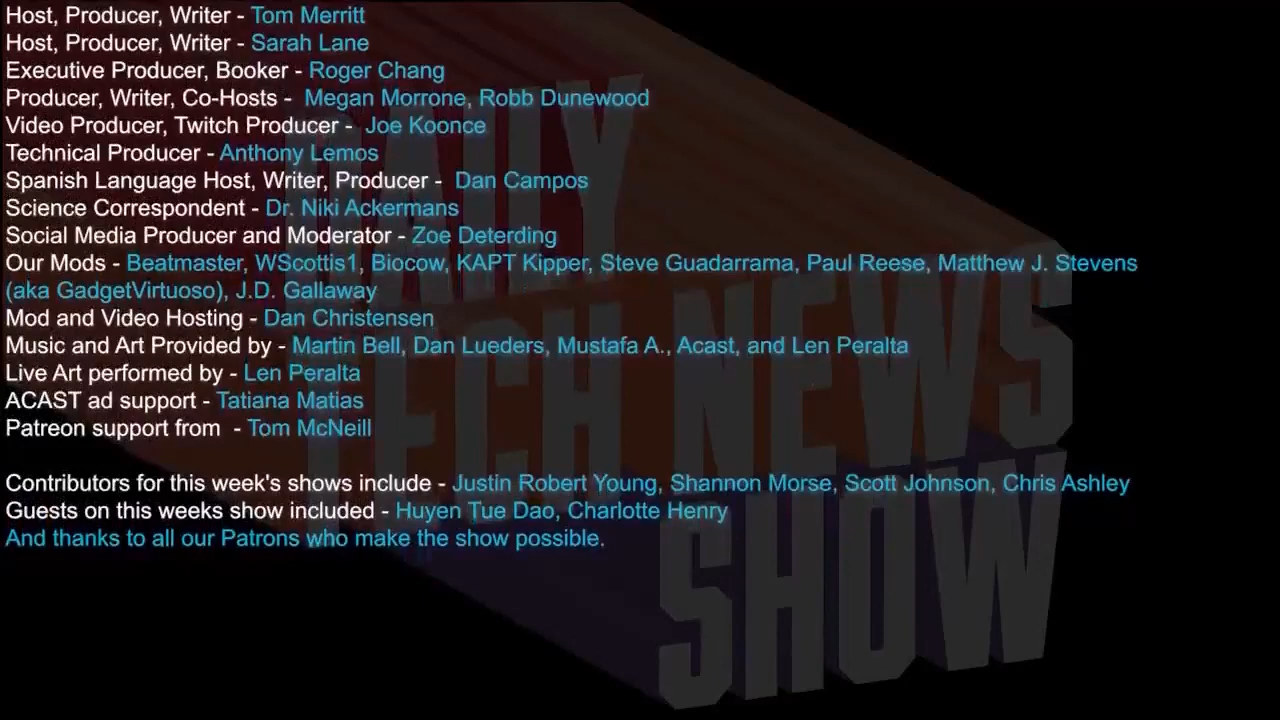 Host, Producer, Writer - Tom Merritt
Host, Producer, Writer - Sarah Lane
Executive Producer, Booker - Roger Chang
Producer, Writer, Co-Hosts - Megan Morrone, Robb Dunewood
Video Producer, Twitch Producer - Joe Koonce
Technical Producer - Anthony Lemos
Spanish Language Host, Writer, Producer - Dan Campos
Science Correspondent - Dr. Niki Ackermans
Social Media Producer and Moderator - Zoe Deterding
Our Mods - Beatmaster, WScottis1, Biocow, KAPT Kipper, Steve Guadarrama, Paul Reese, Matthew J. Stevens
(aka GadgetVirtuoso), J.D. Gallaway
Mod and Video Hosting - Dan Christensen
Music and Art Provided by - Martin Bell, Dan Lueders, Mustafa A., Acast, and Len Peralta
Live Art performed by - Len Peralta
ACAST ad support - Tatiana Matias
Patreon support from - Tom McNeill
Contributors for this week's shows include - Justin Robert Young, Shannon Morse, Scott Johnson, Chris Ashley
Guests on this weeks show included - Huyen Tue Dao, Charlotte Henry
And thanks to all our Patrons who make the show possible.
DAILY
TECH NEWS
SHOW